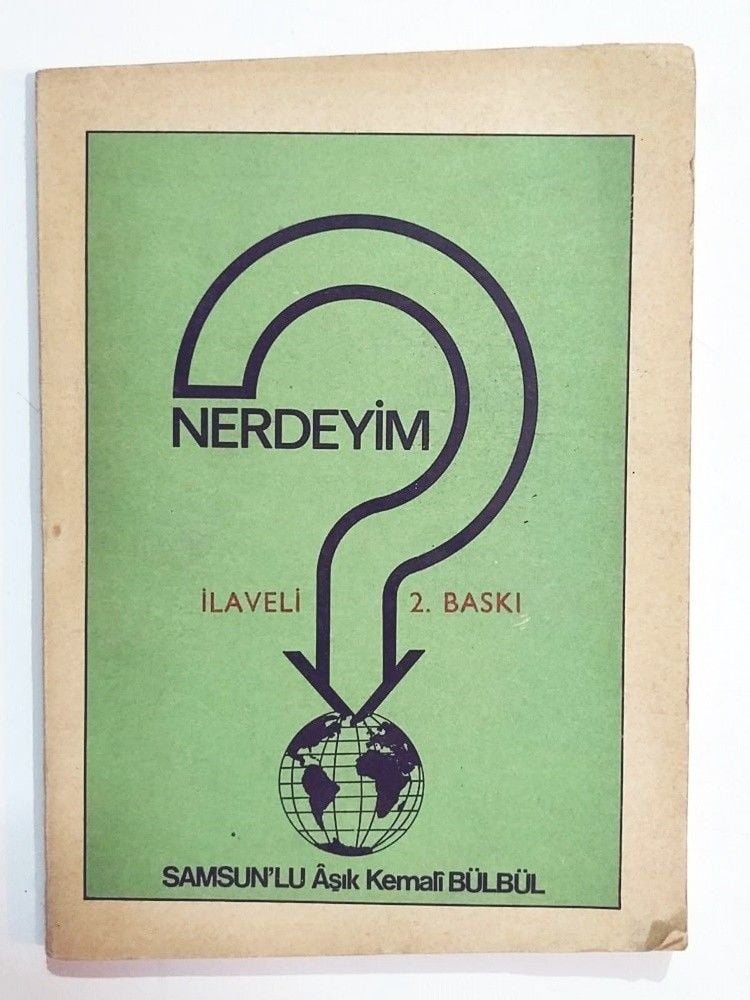 NERDEYİM
İLAVELİ 2. BASKI
SAMSUN'LU Âşık Kemalî BÜLBÜL